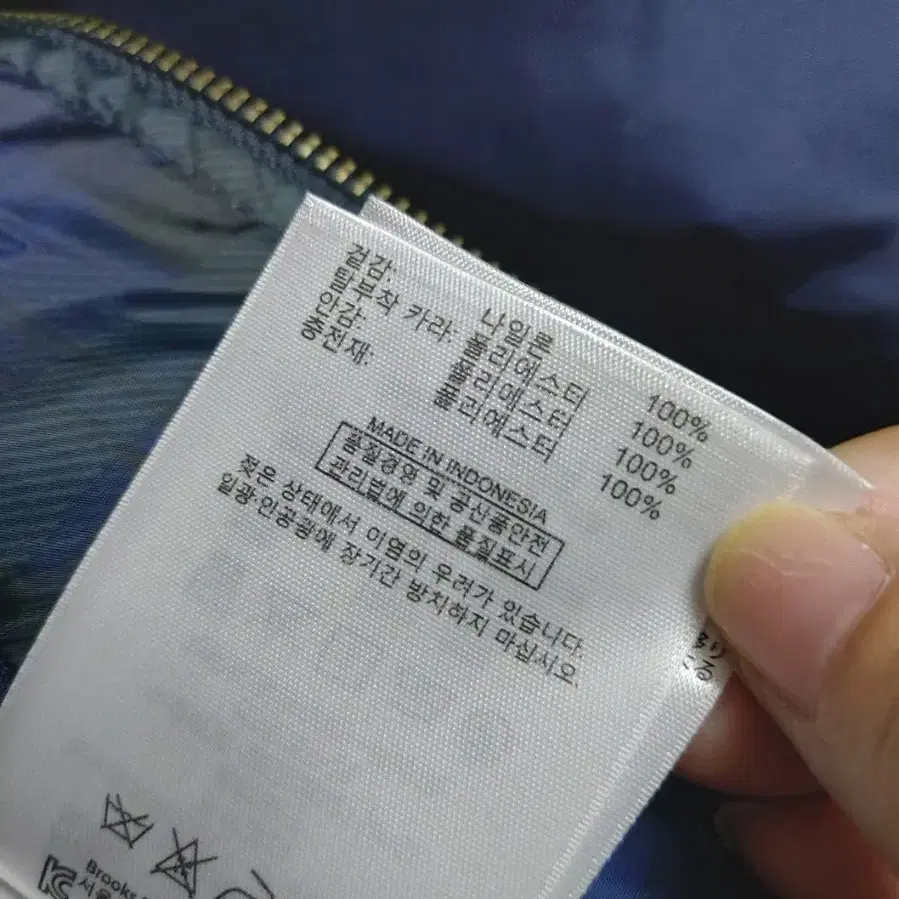 겉감: 나일론 100%
탈부착 카라: 폴리에스터 100%
안감: 폴리에스터 100%
충전재: 폴리에스터 100%
MADE IN INDONESIA
품질경영 및 공산품안전
관리법에 의한 품질표시
젖은 상태에서 이염의 우려가 있습니다.
일광·인공광에 장기간 방치하지 마십시오.
Brooks
서울